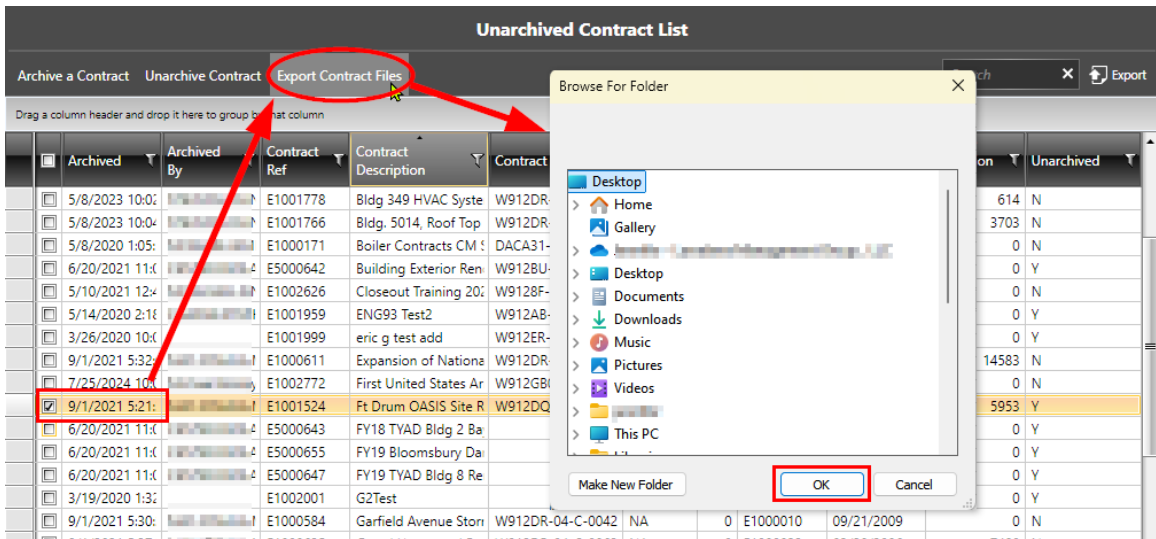 Unarchived Contract List
Archive a Contract Unarchive Contract Export Contract Files ch Export
Drag a column header and drop it here to group b hat column
Archived Archived By Contract Ref Contract Description Contract on Unarchived
5/8/2023 10:02 E1001778 Bldg 349 HVAC Syste W912DR- 614 N
5/8/2023 10:04 E1001766 Bldg. 5014, Roof Top W912DR- 3703 N
5/8/2020 1:05: E1000171 Boiler Contracts CM S DACA31- 0 N
6/20/2021 11:0 E5000642 Building Exterior Ren W912BU- 0 Y
5/10/2021 12:4 E1002626 Closeout Training 202 W9128F- 0 N
5/14/2020 2:18 E1001959 ENG93 Test2 W912AB- 0 Y
3/26/2020 10:0 E1001999 eric g test add W912ER- 0 Y
9/1/2021 5:32: E1000611 Expansion of Nationa W912DR- 14583 N
7/25/2024 10: E1002772 First United States Ar W912GB 0 N
9/1/2021 5:21: E1001524 Ft Drum OASIS Site R W912DQ 5953 Y
6/20/2021 11:0 E5000643 FY18 TYAD Bldg 2 Ba 0 Y
6/20/2021 11:0 E5000655 FY19 Bloomsbury Da 0 Y
6/20/2021 11:0 E5000647 FY19 TYAD Bldg 8 Re 0 Y
3/19/2020 1:32 E1002001 G2Test 0 Y
9/1/2021 5:30: E1000584 Garfield Avenue Storr W912DR-04-C-0042 NA 0 E1000010 09/21/2009 0 N
Browse For Folder
Desktop
Home
Gallery
Desktop
Documents
Downloads
Music
Pictures
Videos
This PC
Make New Folder OK Cancel